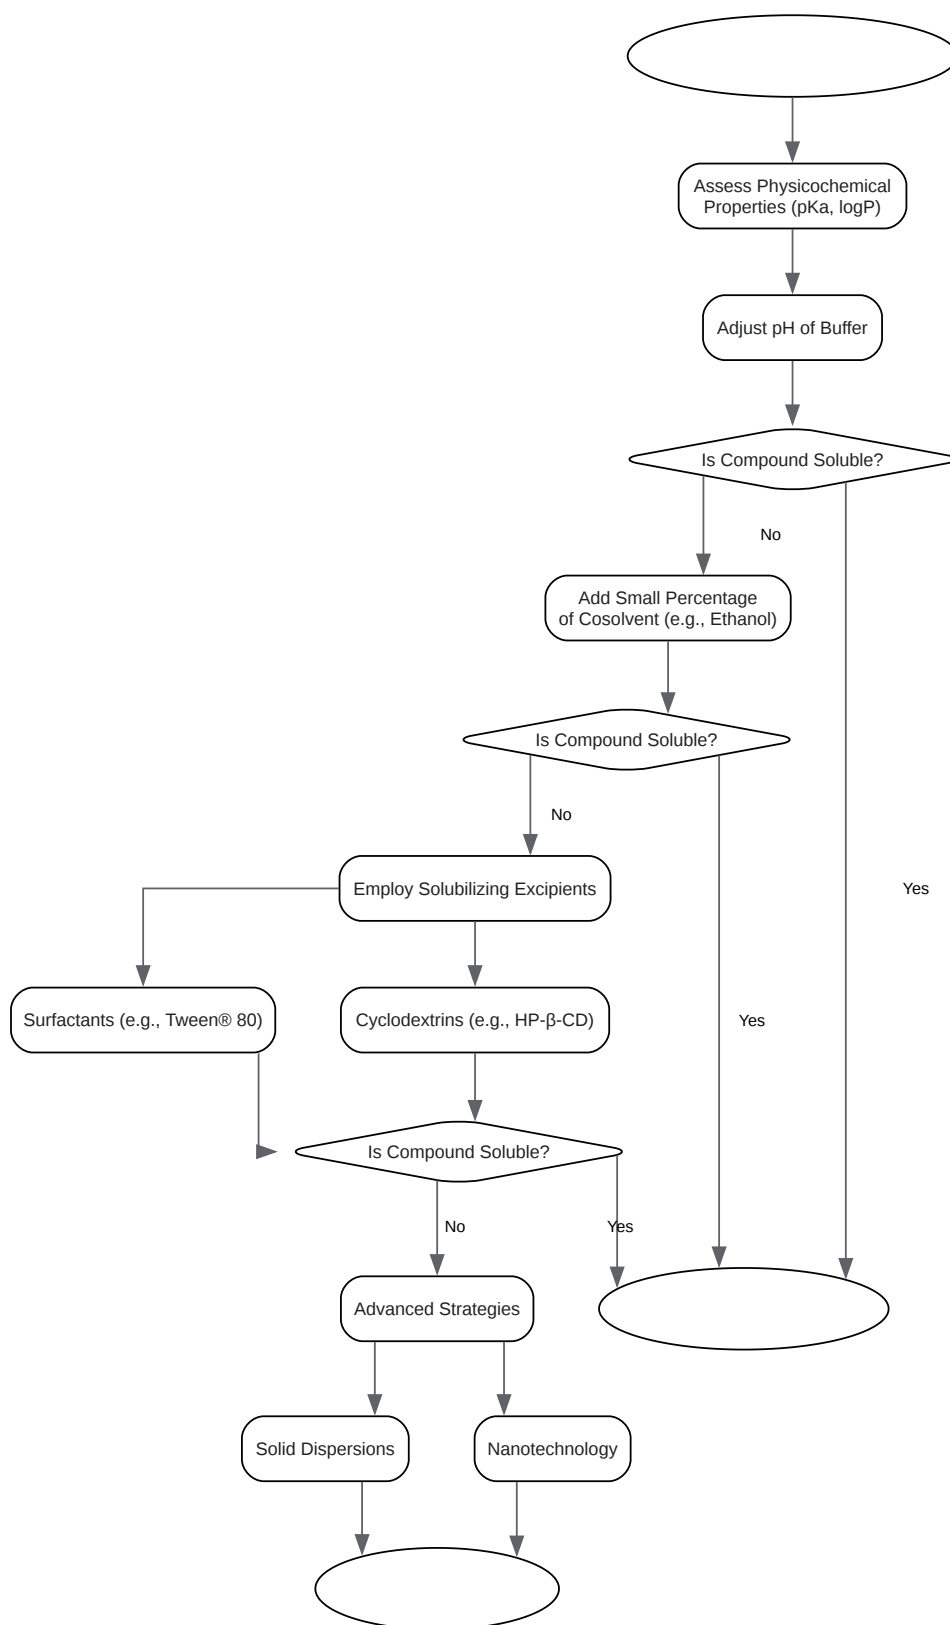 Assess Physicochemical
Properties (pKa, logP)
Adjust pH of Buffer
Is Compound Soluble?
No
Add Small Percentage
of Cosolvent (e.g., Ethanol)
Is Compound Soluble?
No
Employ Solubilizing Excipients
Yes
Surfactants (e.g., Tween® 80)
Cyclodextrins (e.g., HP-β-CD)
Yes
Is Compound Soluble?
No
Yes
Advanced Strategies
Solid Dispersions
Nanotechnology